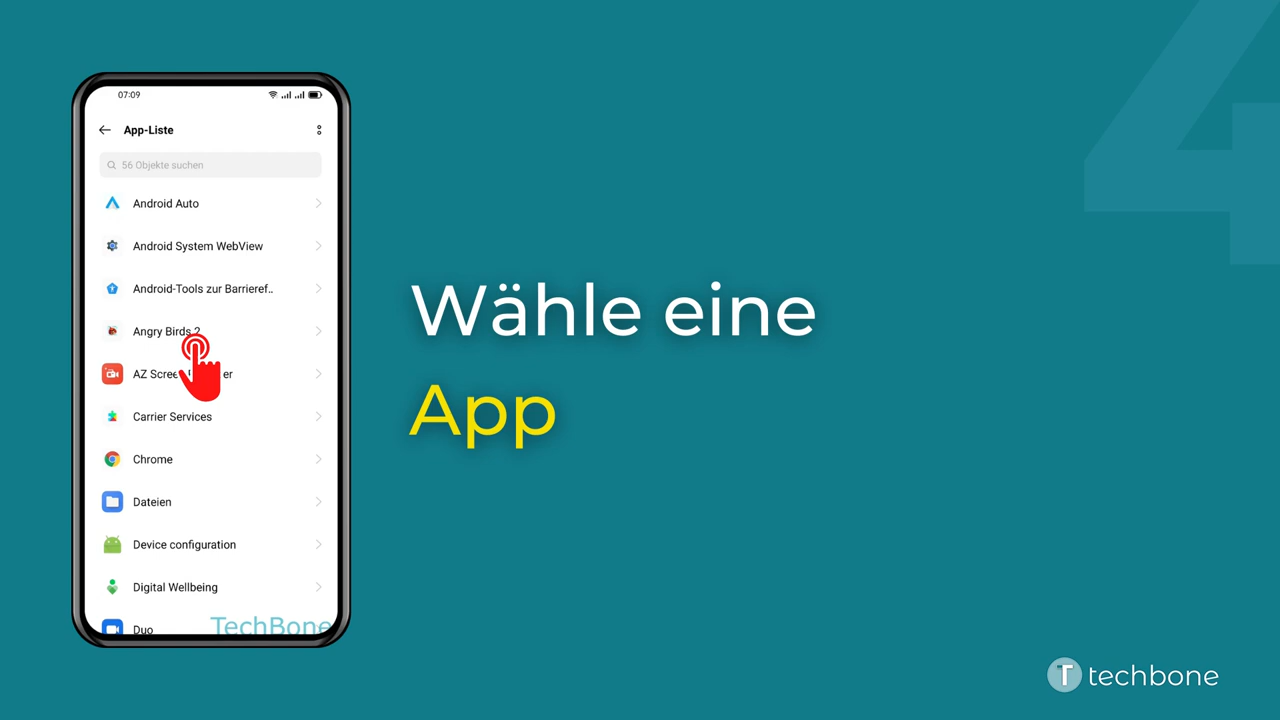 4
07:09
App-Liste
56 Objekte suchen
Android Auto
Android System WebView
Android-Tools zur Barrieref..
Angry Birds 2
AZ Scree er
Carrier Services
Chrome
Dateien
Device configuration
Digital Wellbeing
Duo
TechBone
Wähle eine
App
T techbone